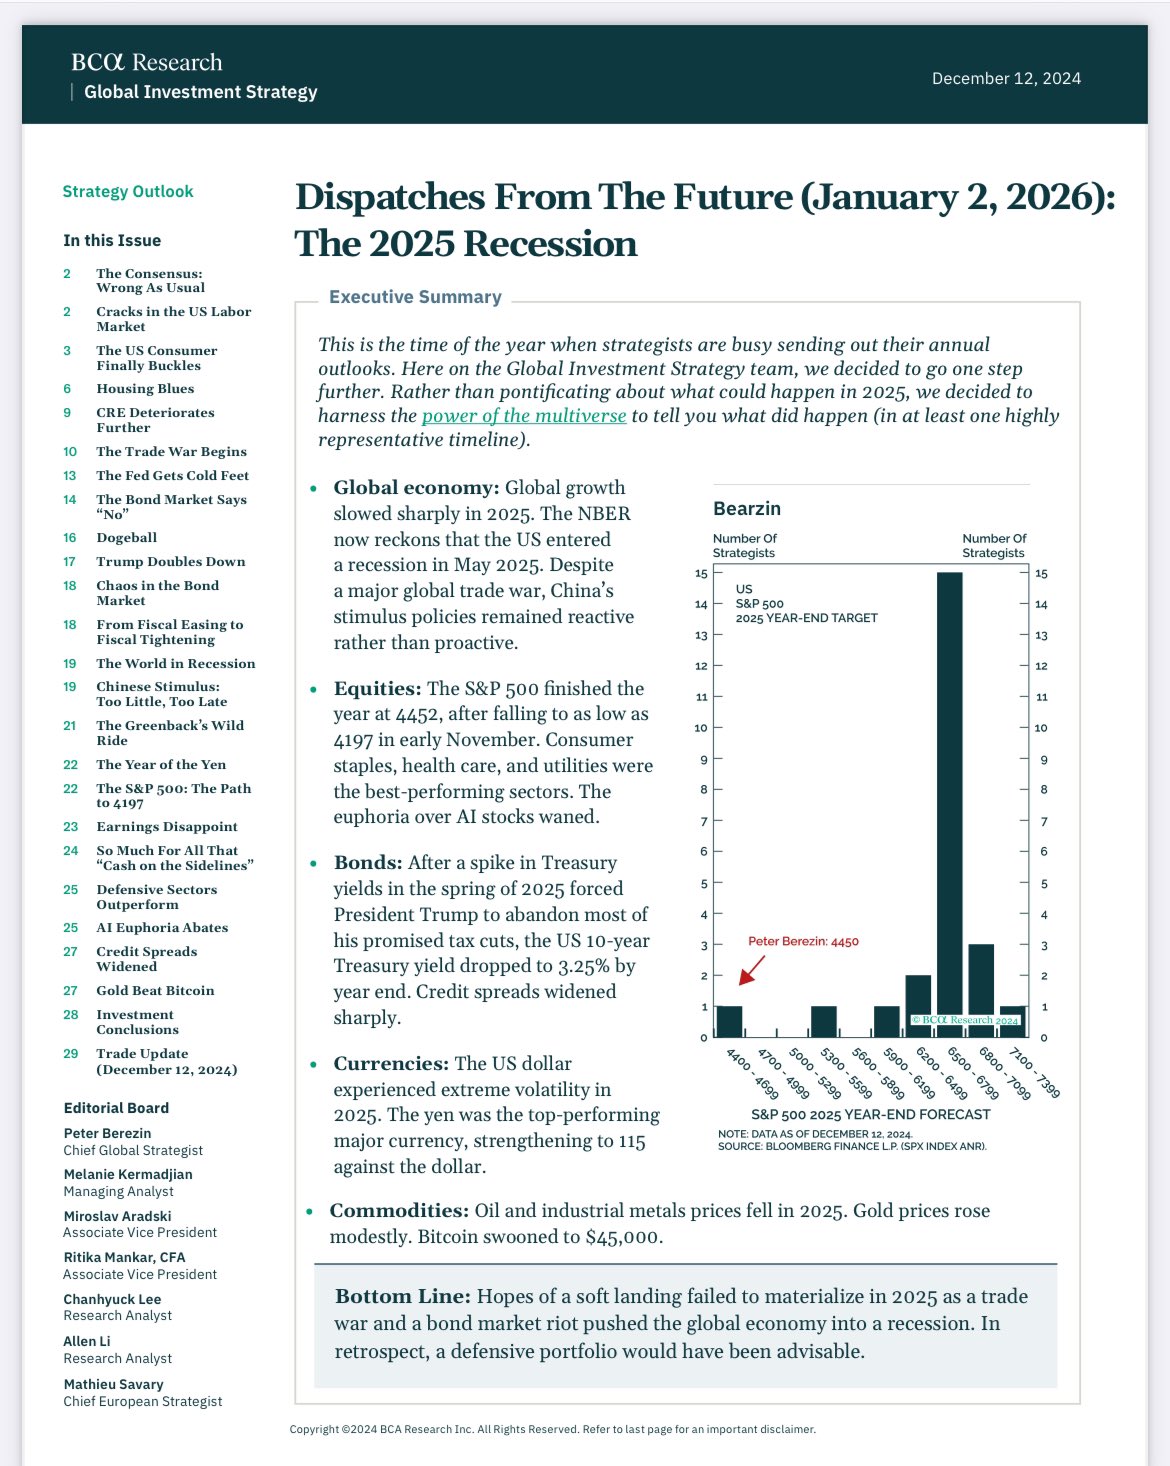 BCα Research
Global Investment Strategy
December 12, 2024
Strategy Outlook
In this Issue
2 The Consensus:
Wrong As Usual
2 Cracks in the US Labor
Market
3 The US Consumer
Finally Buckles
6 Housing Blues
9 CRE Deteriorates
Further
10 The Trade War Begins
13 The Fed Gets Cold Feet
14 The Bond Market Says
“No”
16 Dogeball
17 Trump Doubles Down
18 Chaos in the Bond
Market
18 From Fiscal Easing to
Fiscal Tightening
19 The World in Recession
19 Chinese Stimulus:
Too Little, Too Late
21 The Greenback’s Wild
Ride
22 The Year of the Yen
22 The S&P 500: The Path
to 4197
23 Earnings Disappoint
24 So Much For All That
“Cash on the Sidelines”
25 Defensive Sectors
Outperform
25 AI Euphoria Abates
27 Credit Spreads
Widened
27 Gold Beat Bitcoin
28 Investment
Conclusions
29 Trade Update
(December 12, 2024)
Editorial Board
Peter Berezin
Chief Global Strategist
Melanie Kermadjian
Managing Analyst
Miroslav Aradski
Associate Vice President
Ritika Mankar, CFA
Associate Vice President
Chanhyuck Lee
Research Analyst
Allen Li
Research Analyst
Mathieu Savary
Chief European Strategist
Dispatches From The Future (January 2, 2026):
The 2025 Recession
Executive Summary
This is the time of the year when strategists are busy sending out their annual
outlooks. Here on the Global Investment Strategy team, we decided to go one step
further. Rather than pontificating about what could happen in 2025, we decided to
harness the power of the multiverse to tell you what did happen (in at least one highly
representative timeline).
• Global economy: Global growth
slowed sharply in 2025. The NBER
now reckons that the US entered
a recession in May 2025. Despite
a major global trade war, China’s
stimulus policies remained reactive
rather than proactive.
• Equities: The S&P 500 finished the
year at 4452, after falling to as low as
4197 in early November. Consumer
staples, health care, and utilities were
the best-performing sectors. The
euphoria over AI stocks waned.
• Bonds: After a spike in Treasury
yields in the spring of 2025 forced
President Trump to abandon most of
his promised tax cuts, the US 10-year
Treasury yield dropped to 3.25% by
year end. Credit spreads widened
sharply.
• Currencies: The US dollar
experienced extreme volatility in
2025. The yen was the top-performing
major currency, strengthening to 115
against the dollar.
Bearzin
Number Of
Strategists
Number Of
Strategists
US
S&P 500
2025 YEAR-END TARGET
15 15
14 14
13 13
12 12
11 11
10 10
9 9
8 8
7 7
6 6
5 5
4 4
3 3
2 2
1 1
0 0
Peter Berezin: 4450
© BCα Research 2024
4400 - 4699
4700 - 4999
5000 - 5299
5300 - 5599
5600 - 5899
5900 - 6199
6200 - 6499
6500 - 6799
6800 - 7099
7100 - 7399
S&P 500 2025 YEAR-END FORECAST
NOTE: DATA AS OF DECEMBER 12, 2024.
SOURCE: BLOOMBERG FINANCE L.P. (SPX INDEX ANR).
• Commodities: Oil and industrial metals prices fell in 2025. Gold prices rose
modestly. Bitcoin swooned to $45,000.
Bottom Line: Hopes of a soft landing failed to materialize in 2025 as a trade
war and a bond market riot pushed the global economy into a recession. In
retrospect, a defensive portfolio would have been advisable.
Copyright ©2024 BCA Research Inc. All Rights Reserved. Refer to last page for an important disclaimer.